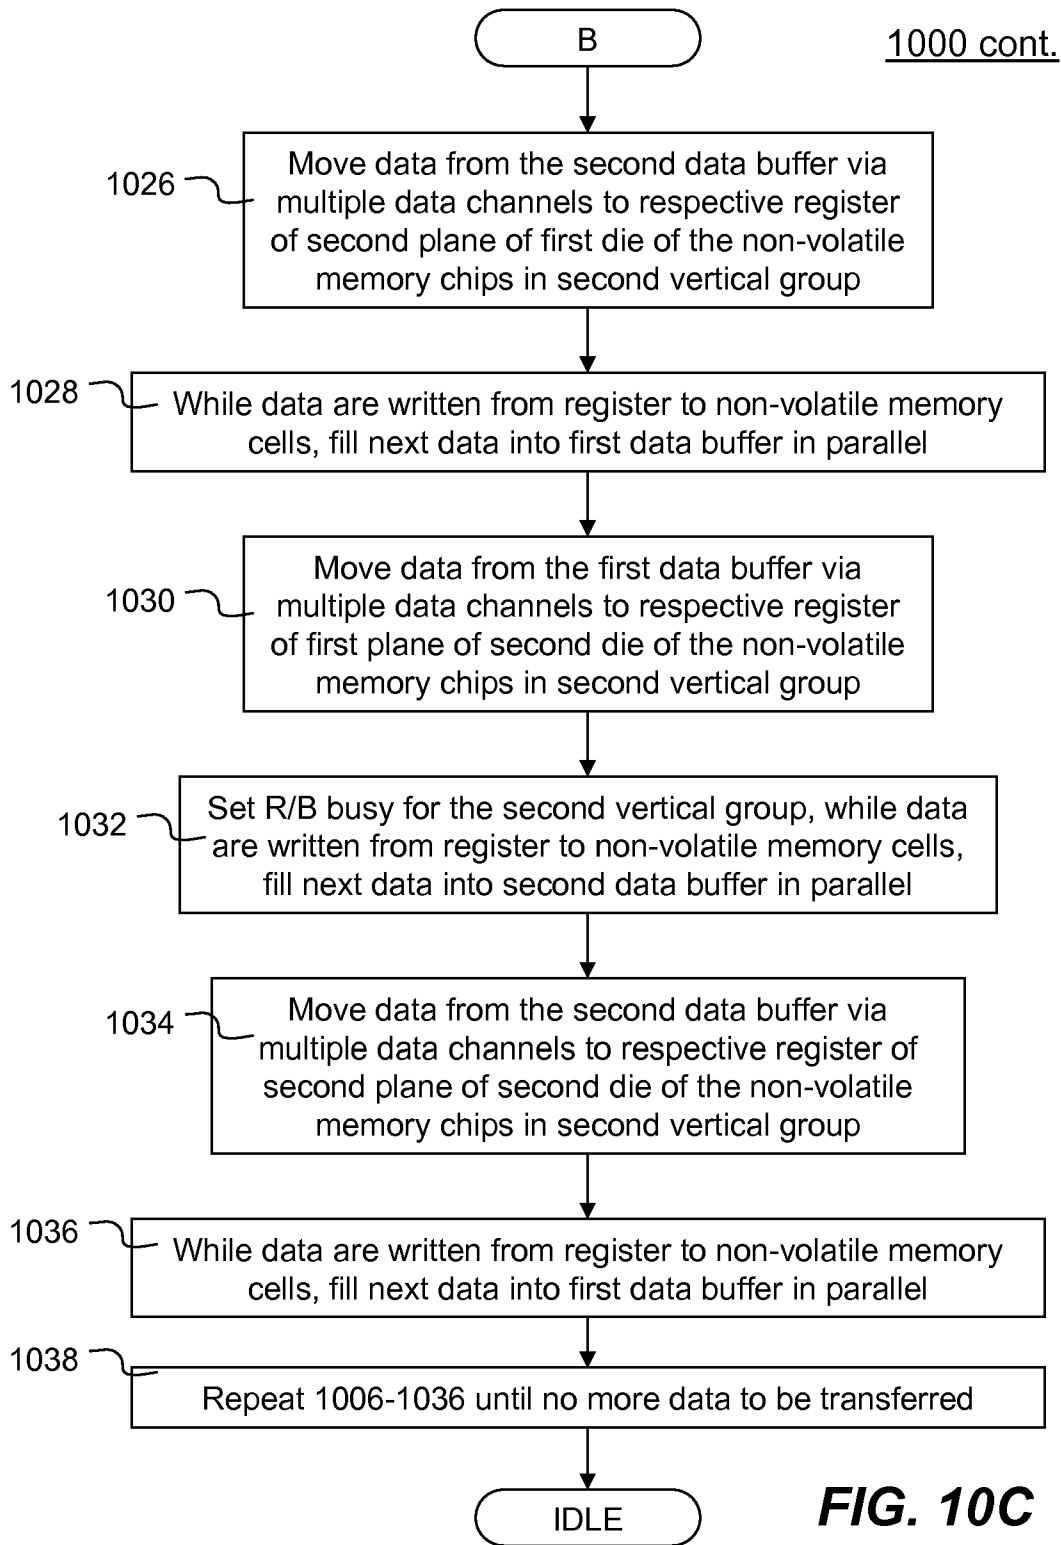 B
1000 cont.
1026
Move data from the second data buffer via
multiple data channels to respective register
of second plane of first die of the non-volatile
memory chips in second vertical group
1028
While data are written from register to non-volatile memory
cells, fill next data into first data buffer in parallel
1030
Move data from the first data buffer via
multiple data channels to respective register
of first plane of second die of the non-volatile
memory chips in second vertical group
1032
Set R/B busy for the second vertical group, while data
are written from register to non-volatile memory cells,
fill next data into second data buffer in parallel
1034
Move data from the second data buffer via
multiple data channels to respective register of
second plane of second die of the non-volatile
memory chips in second vertical group
1036
While data are written from register to non-volatile memory
cells, fill next data into first data buffer in parallel
1038
Repeat 1006-1036 until no more data to be transferred
IDLE
FIG. 10C